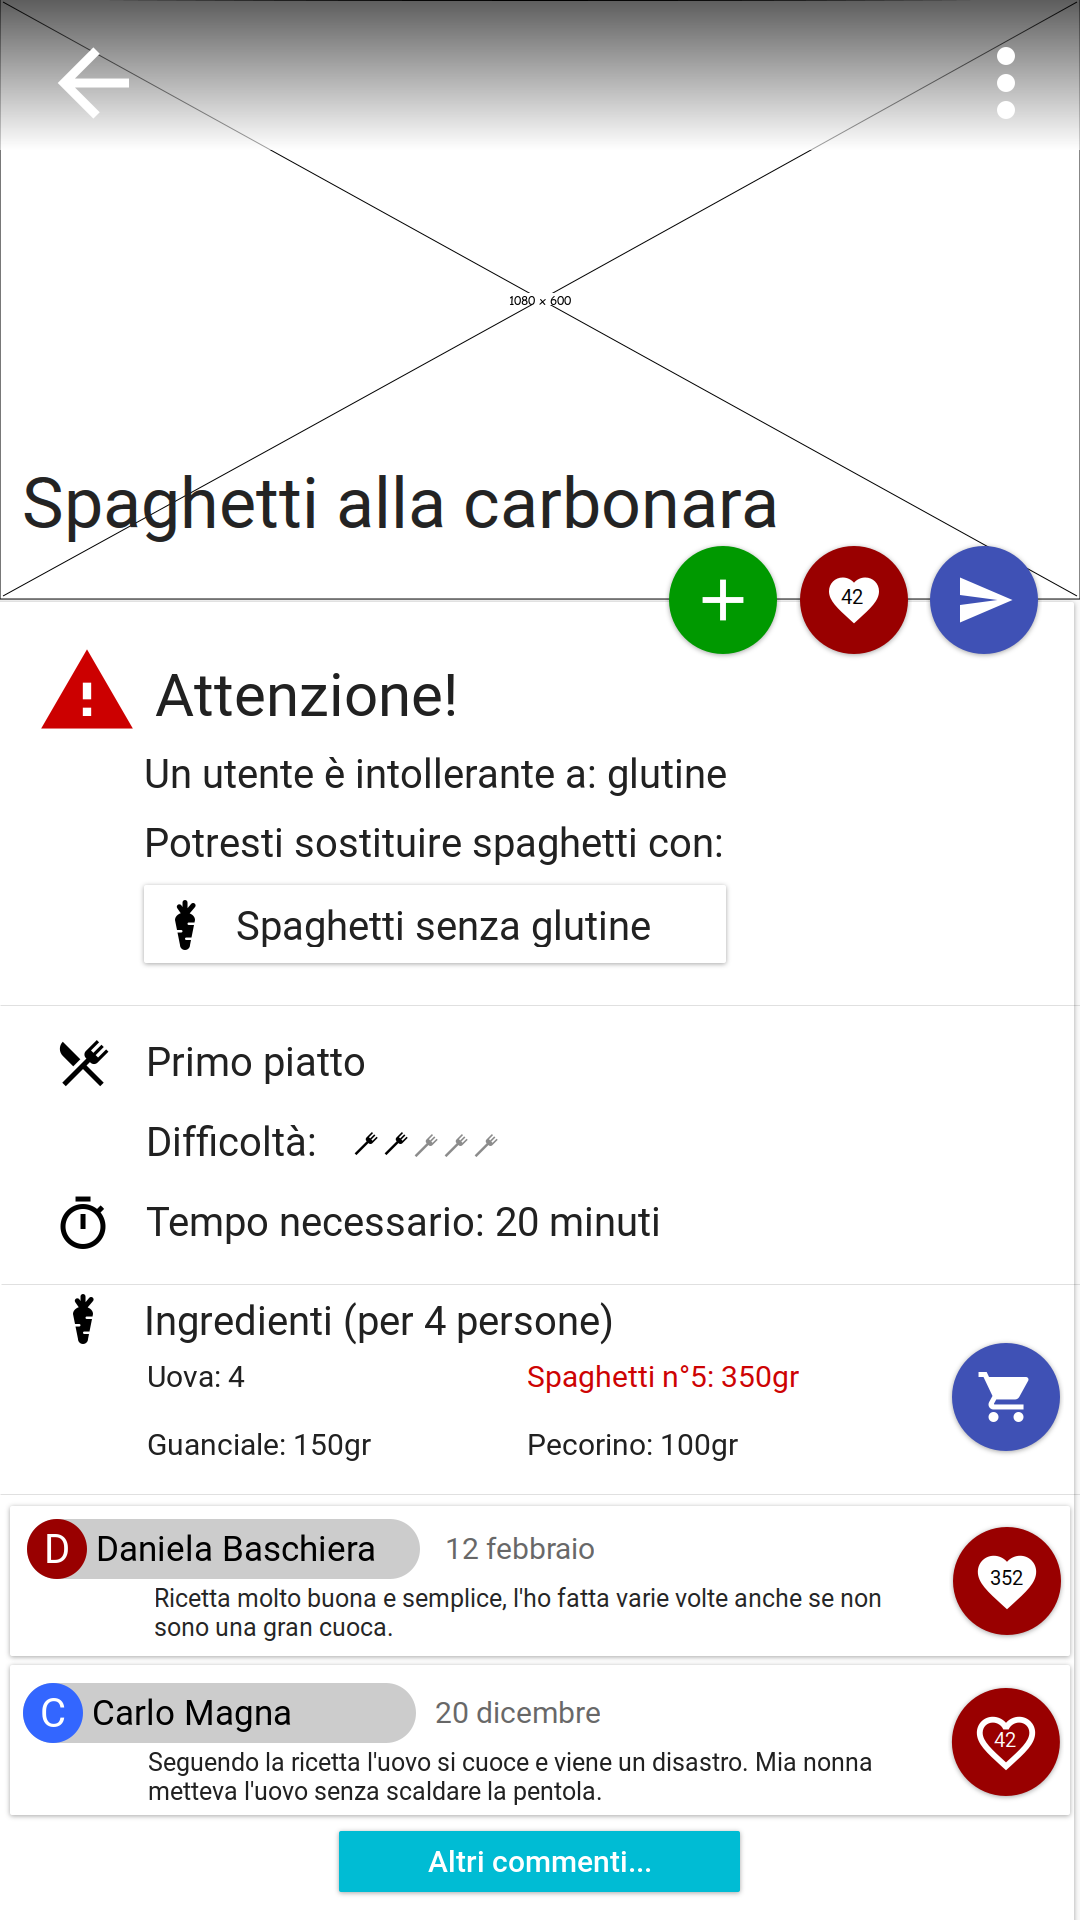 1080 × 600
Spaghetti alla carbonara
42
Attenzione!
Un utente è intollerante a: glutine
Potresti sostituire spaghetti con:
Spaghetti senza glutine
Primo piatto
Difficoltà:
Tempo necessario: 20 minuti
Ingredienti (per 4 persone)
Uova: 4
Spaghetti n°5: 350gr
Guanciale: 150gr
Pecorino: 100gr
D Daniela Baschiera 12 febbraio
Ricetta molto buona e semplice, l'ho fatta varie volte anche se non
sono una gran cuoca.
352
C Carlo Magna 20 dicembre
Seguendo la ricetta l'uovo si cuoce e viene un disastro. Mia nonna
metteva l'uovo senza scaldare la pentola.
42
Altri commenti...